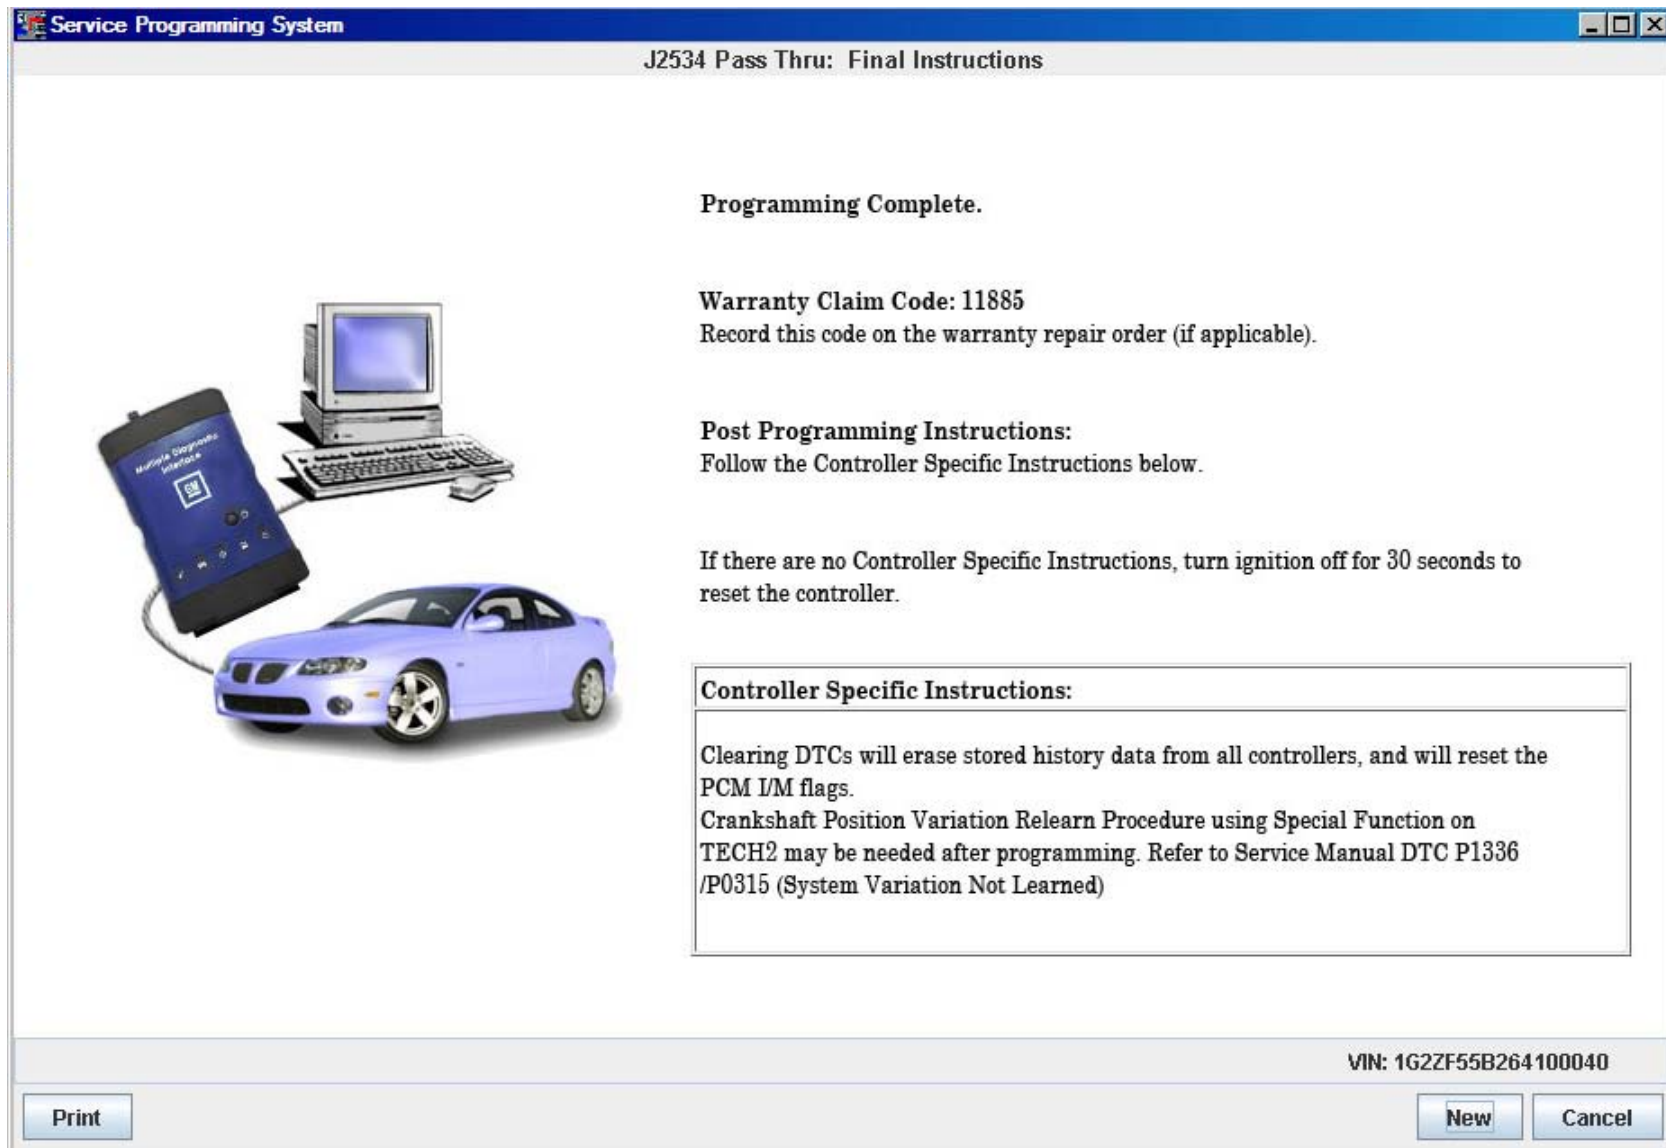 Service Programming System
J2534 Pass Thru: Final Instructions
Programming Complete.
Warranty Claim Code: 11885
Record this code on the warranty repair order (if applicable).
Multiple Diagnostic
Interface
GM
Post Programming Instructions:
Follow the Controller Specific Instructions below.
If there are no Controller Specific Instructions, turn ignition off for 30 seconds to
reset the controller.
Controller Specific Instructions:
Clearing DTCs will erase stored history data from all controllers, and will reset the
PCM I/M flags.
Crankshaft Position Variation Relearn Procedure using Special Function on
TECH2 may be needed after programming. Refer to Service Manual DTC P1336
/P0315 (System Variation Not Learned)
VIN: 1G2ZF55B264100040
Print
New
Cancel